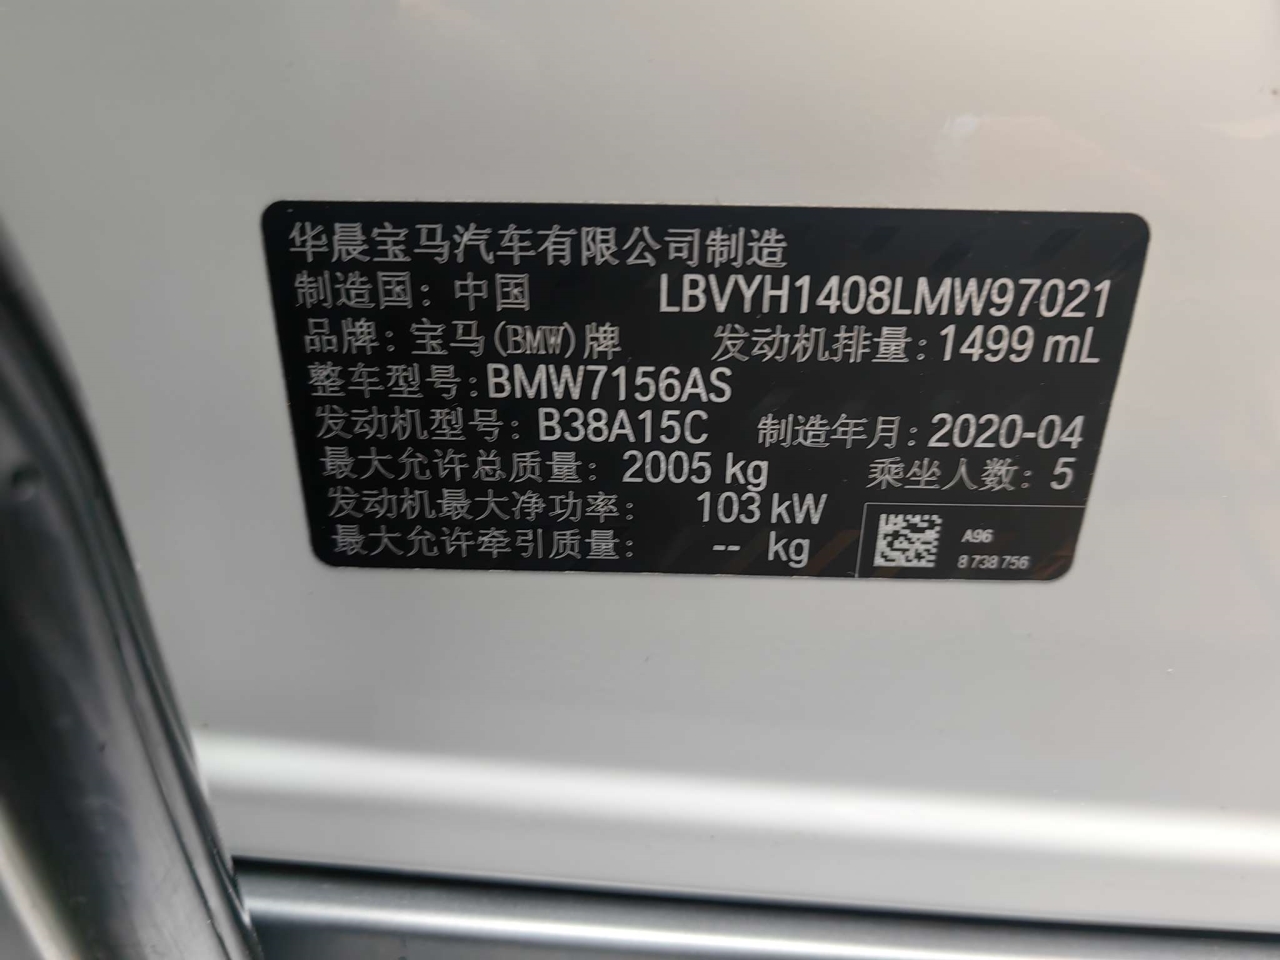 华晨宝马汽车有限公司制造
制造国：中国 LBVYH1408LMW97021
品牌：宝马(BMW)牌 发动机排量：1499 mL
整车型号：BMW7156AS
发动机型号：B38A15C 制造年月：2020-04
最大允许总质量：2005 kg 乘坐人数：5
发动机最大净功率：103 kW
最大允许牵引质量：-- kg
A96
8 738 756